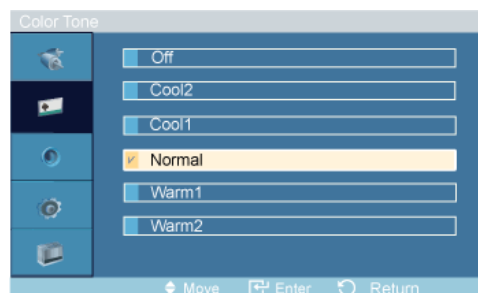 Color Tone
Off
Cool2
Cool1
Normal
Warm1
Warm2
Move Enter Return